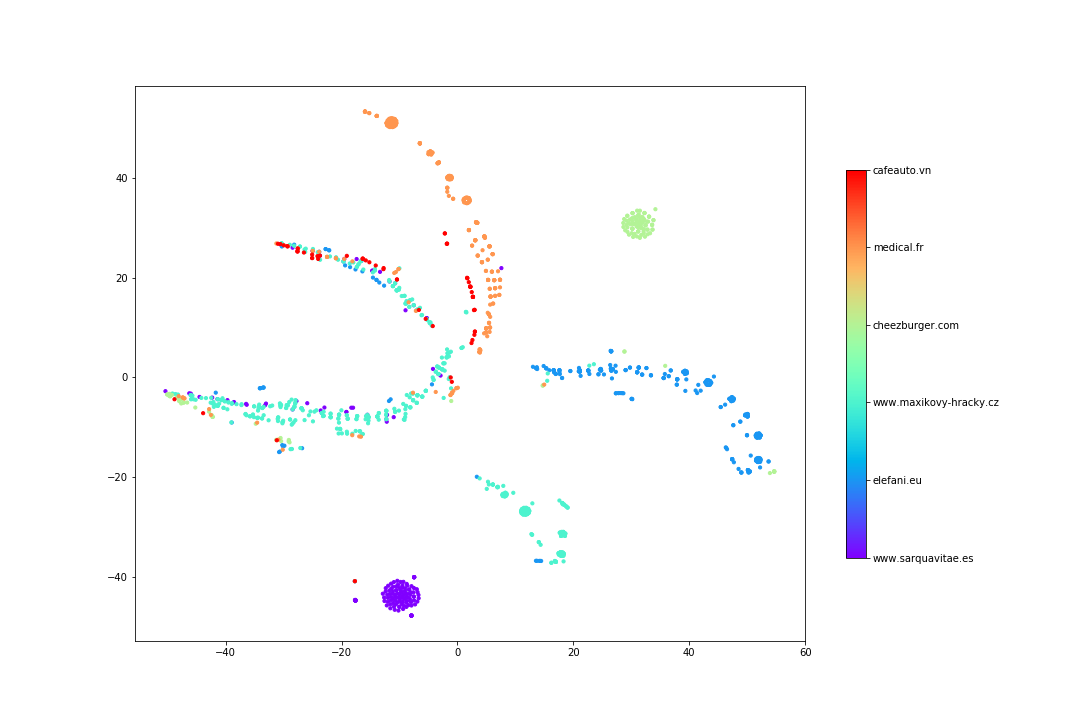 40
20
0
−20
−40
−40
−20
0
20
40
60
cafeauto.vn
medical.fr
cheezburger.com
www.maxikovy-hracky.cz
elefani.eu
www.sarquavitae.es